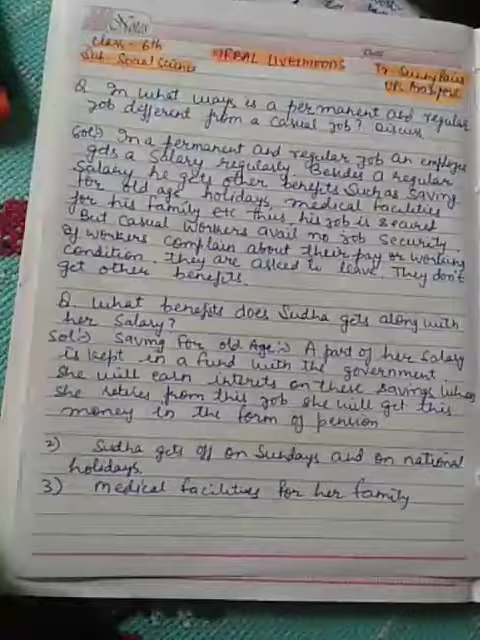 Notes
Class - 6th
Sub- Social Science
URBAL LIVELIHOODS
Date
Tr- Sunny
UPS
Q. In what ways is a permanent and regular
job different from a casual job? Discuss
Sol:) In a permanent and regular job an employee
gets a salary regularly. Besides a regular
salary he gets other benefits such as saving
for old age, holidays, medical facilities
for his family etc thus his job is secured
But casual workers avail no job security.
If workers complain about their pay or working
condition. They are asked to leave. They don't
get other benefits.
Q. What benefits does Sudha gets along with
her salary?
Sol:) Saving for old Age:) A part of her salary
is kept in a fund with the government
She will earn interets on these savings when
she retires from this job she will get this
money in the form of pension
2) Sudha gets off on Sundays and on national
holidays.
3) medical facilities for her family